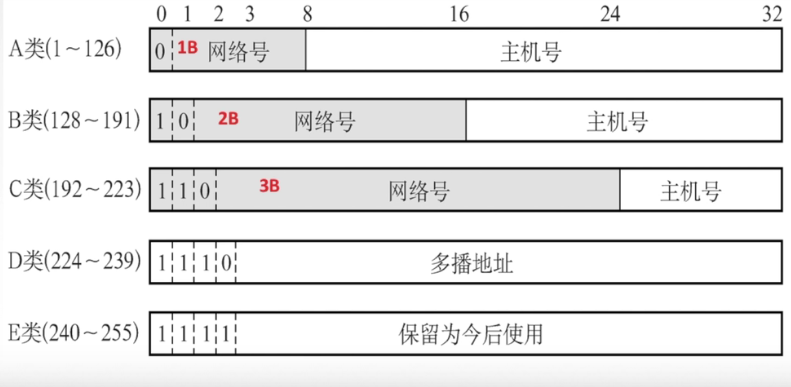 0 1 2 3 8 16 24 32
A类(1～126) 0 1B 网络号 主机号
B类(128～191) 1 0 2B 网络号 主机号
C类(192～223) 1 1 0 3B 网络号 主机号
D类(224～239) 1 1 1 0 多播地址
E类(240～255) 1 1 1 1 保留为今后使用